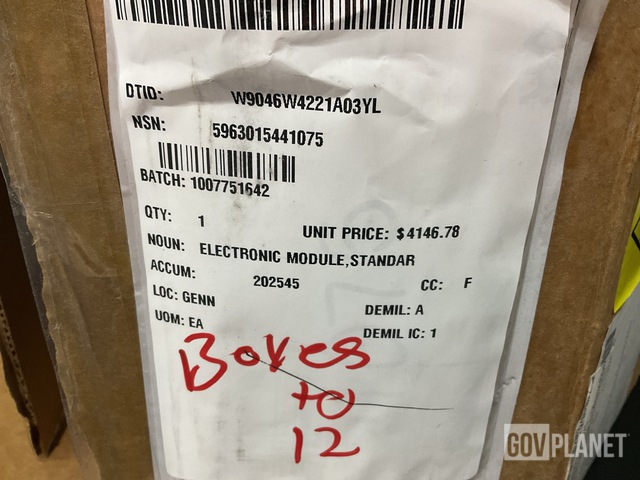 DTID: W9046W4221A03YL
NSN: 5963015441075
BATCH: 1007751642
QTY: 1 UNIT PRICE: $4146.78
NOUN: ELECTRONIC MODULE,STANDAR
ACCUM: 202545 CC: F
LOC: GENN DEMIL: A
UOM: EA DEMIL IC: 1
Boxes
to
12
GOVPLANET